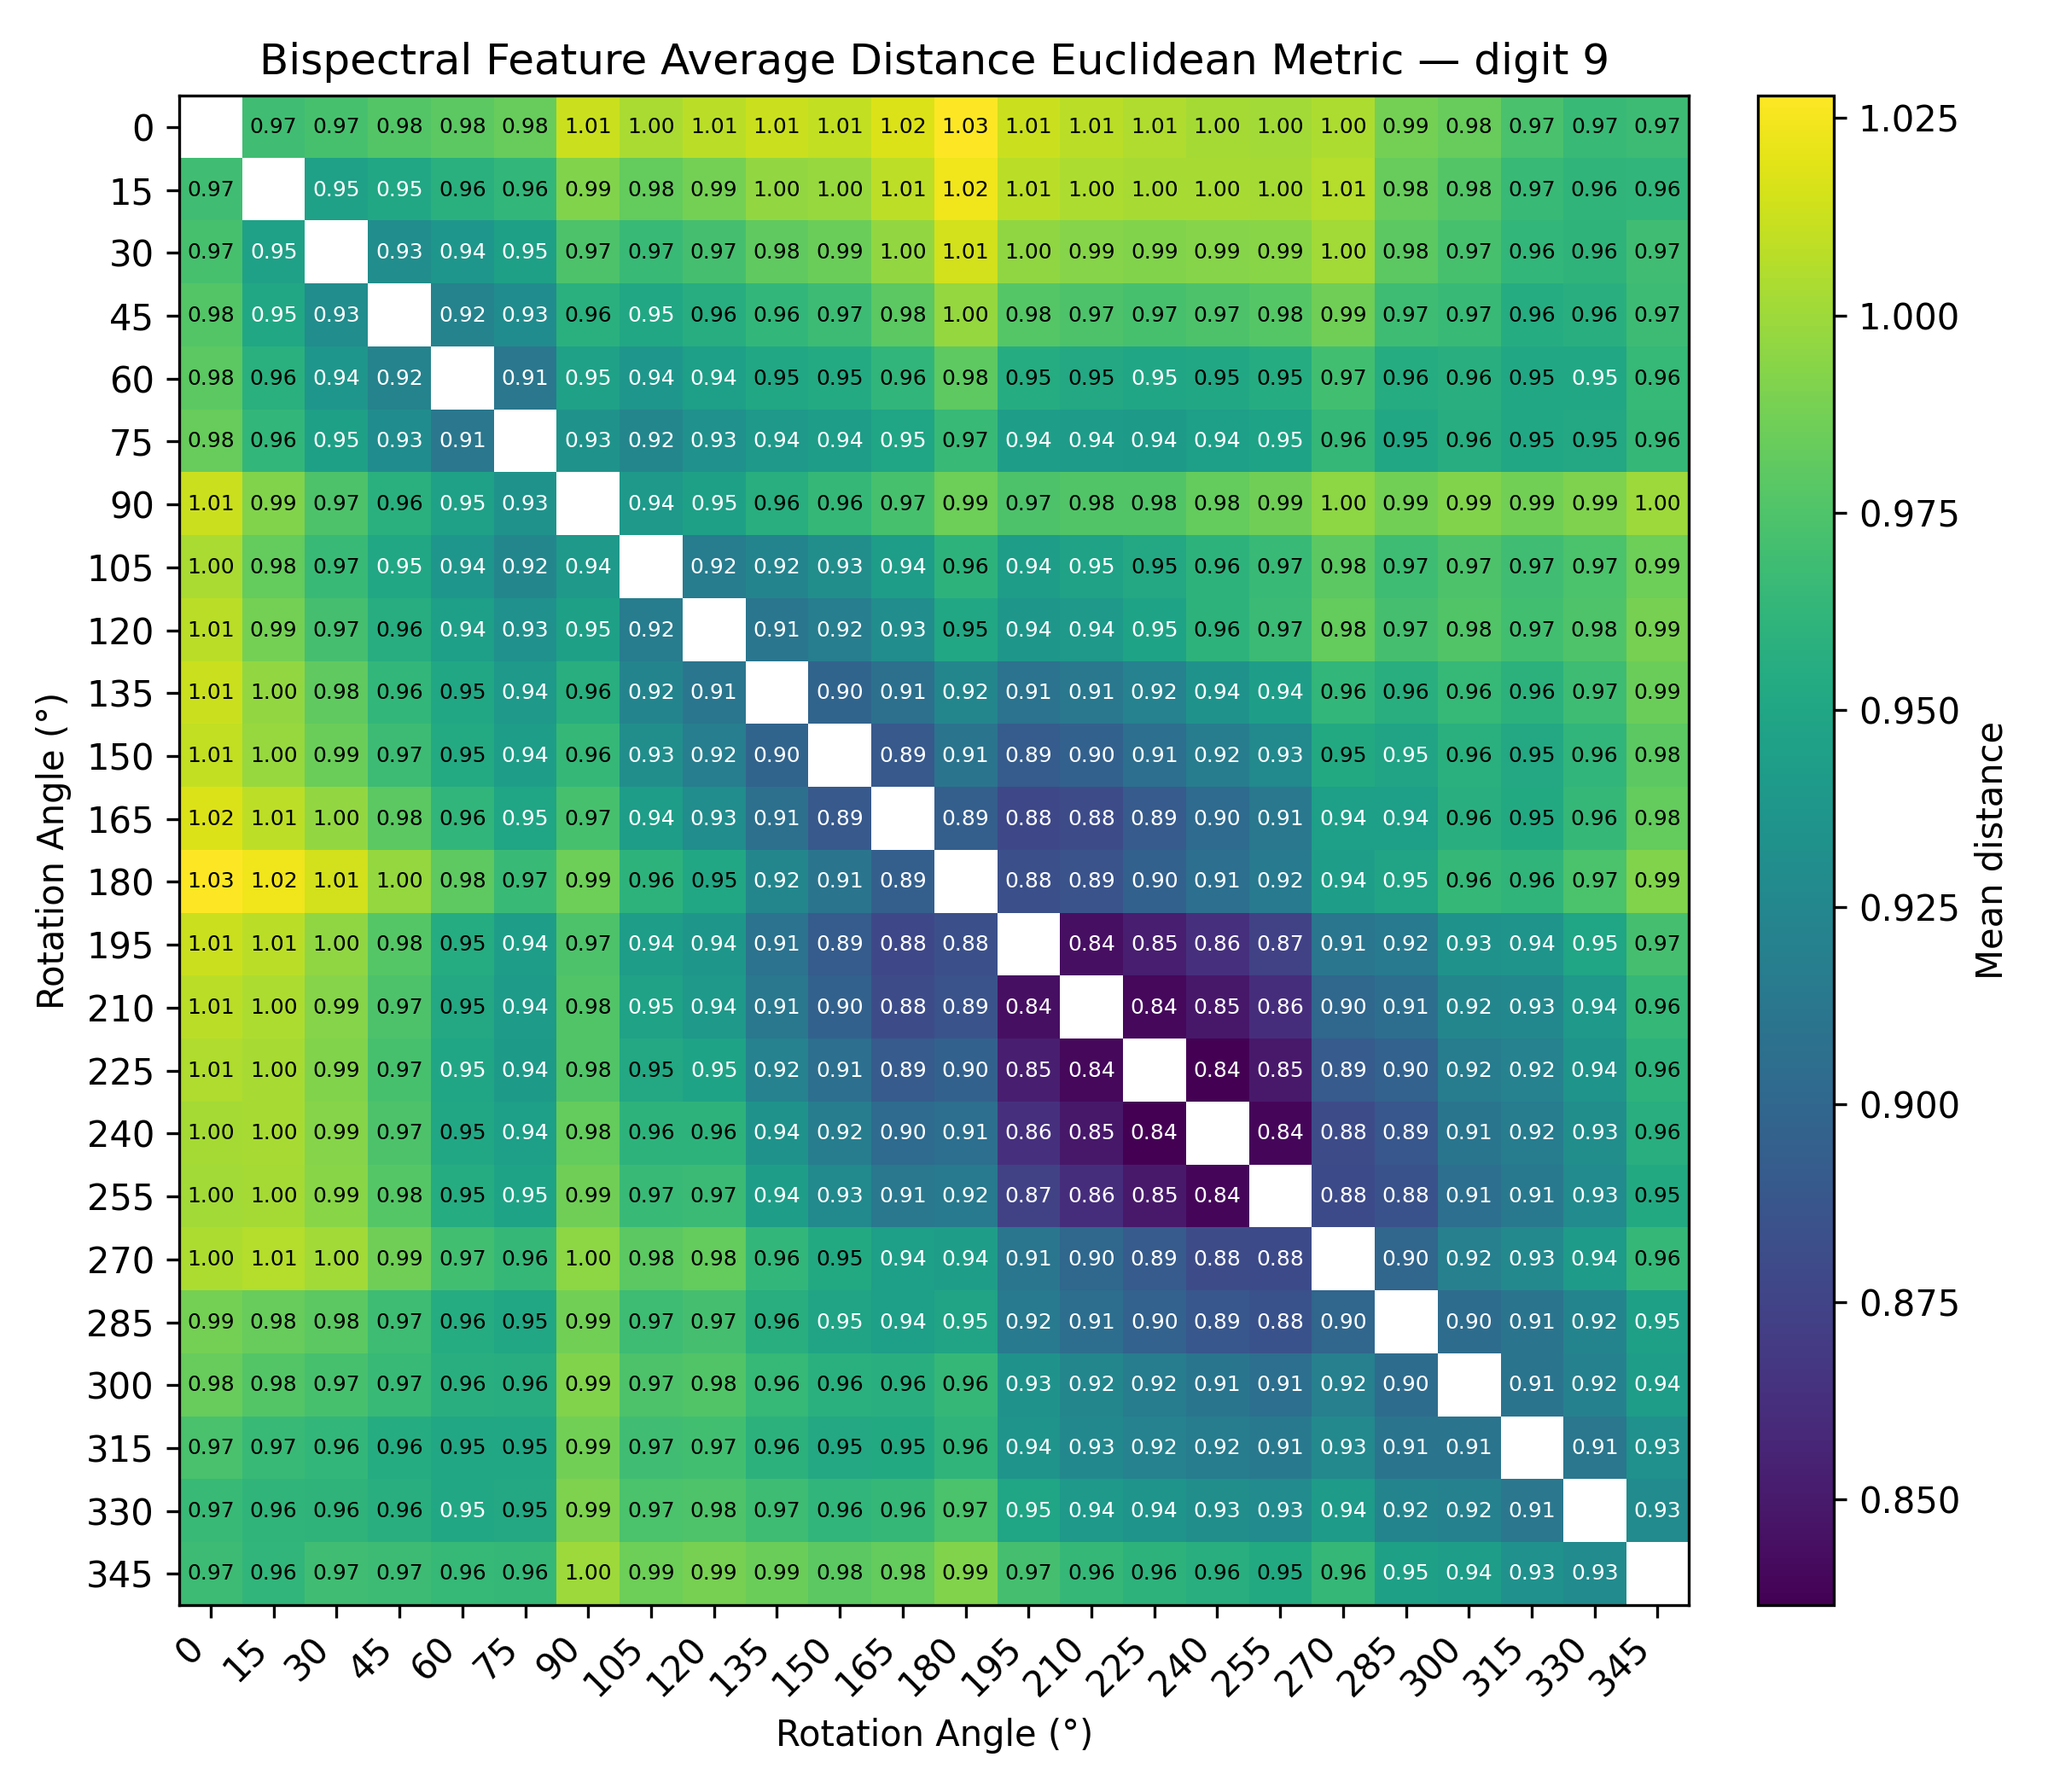 Bispectral Feature Average Distance Euclidean Metric — digit 9
0 0.97 0.97 0.98 0.98 0.98 1.01 1.00 1.01 1.01 1.01 1.02 1.03 1.01 1.01 1.01 1.00 1.00 1.00 0.99 0.98 0.97 0.97 0.97
15 0.97 0.95 0.95 0.96 0.96 0.99 0.98 0.99 1.00 1.00 1.01 1.02 1.01 1.00 1.00 1.00 1.00 1.01 0.98 0.98 0.97 0.96 0.96
30 0.97 0.95 0.93 0.94 0.95 0.97 0.97 0.97 0.98 0.99 1.00 1.01 1.00 0.99 0.99 0.99 0.99 1.00 0.98 0.97 0.96 0.96 0.97
45 0.98 0.95 0.93 0.92 0.93 0.96 0.95 0.96 0.96 0.97 0.98 1.00 0.98 0.97 0.97 0.97 0.98 0.99 0.97 0.97 0.96 0.96 0.97
60 0.98 0.96 0.94 0.92 0.91 0.95 0.94 0.94 0.95 0.95 0.96 0.98 0.95 0.95 0.95 0.95 0.95 0.97 0.96 0.96 0.95 0.95 0.96
75 0.98 0.96 0.95 0.93 0.91 0.93 0.92 0.93 0.94 0.94 0.95 0.97 0.94 0.94 0.94 0.94 0.95 0.96 0.95 0.96 0.95 0.95 0.96
90 1.01 0.99 0.97 0.96 0.95 0.93 0.94 0.95 0.96 0.96 0.97 0.99 0.97 0.98 0.98 0.98 0.99 1.00 0.99 0.99 0.99 0.99 1.00
105 1.00 0.98 0.97 0.95 0.94 0.92 0.94 0.92 0.92 0.93 0.94 0.96 0.94 0.95 0.95 0.96 0.97 0.98 0.97 0.97 0.97 0.97 0.99
120 1.01 0.99 0.97 0.96 0.94 0.93 0.95 0.92 0.91 0.92 0.93 0.95 0.94 0.94 0.95 0.96 0.97 0.98 0.97 0.98 0.97 0.98 0.99
135 1.01 1.00 0.98 0.96 0.95 0.94 0.96 0.92 0.91 0.90 0.91 0.92 0.91 0.91 0.92 0.94 0.94 0.96 0.96 0.96 0.96 0.97 0.99
150 1.01 1.00 0.99 0.97 0.95 0.94 0.96 0.93 0.92 0.90 0.89 0.91 0.89 0.90 0.91 0.92 0.93 0.95 0.95 0.96 0.95 0.96 0.98
165 1.02 1.01 1.00 0.98 0.96 0.95 0.97 0.94 0.93 0.91 0.89 0.89 0.88 0.88 0.89 0.90 0.91 0.94 0.94 0.96 0.95 0.96 0.98
180 1.03 1.02 1.01 1.00 0.98 0.97 0.99 0.96 0.95 0.92 0.91 0.89 0.88 0.89 0.90 0.91 0.92 0.94 0.95 0.96 0.96 0.97 0.99
195 1.01 1.01 1.00 0.98 0.95 0.94 0.97 0.94 0.94 0.91 0.89 0.88 0.88 0.84 0.85 0.86 0.87 0.91 0.92 0.93 0.94 0.95 0.97
210 1.01 1.00 0.99 0.97 0.95 0.94 0.98 0.95 0.94 0.91 0.90 0.88 0.89 0.84 0.84 0.85 0.86 0.90 0.91 0.92 0.93 0.94 0.96
225 1.01 1.00 0.99 0.97 0.95 0.94 0.98 0.95 0.95 0.92 0.91 0.89 0.90 0.85 0.84 0.84 0.85 0.89 0.90 0.92 0.92 0.94 0.96
240 1.00 1.00 0.99 0.97 0.95 0.94 0.98 0.96 0.96 0.94 0.92 0.90 0.91 0.86 0.85 0.84 0.84 0.88 0.89 0.91 0.92 0.93 0.96
255 1.00 1.00 0.99 0.98 0.95 0.95 0.99 0.97 0.97 0.94 0.93 0.91 0.92 0.87 0.86 0.85 0.84 0.88 0.88 0.91 0.91 0.93 0.95
270 1.00 1.01 1.00 0.99 0.97 0.96 1.00 0.98 0.98 0.96 0.95 0.94 0.94 0.91 0.90 0.89 0.88 0.88 0.90 0.92 0.93 0.94 0.96
285 0.99 0.98 0.98 0.97 0.96 0.95 0.99 0.97 0.97 0.96 0.95 0.94 0.95 0.92 0.91 0.90 0.89 0.88 0.90 0.90 0.91 0.92 0.95
300 0.98 0.98 0.97 0.97 0.96 0.96 0.99 0.97 0.98 0.96 0.96 0.96 0.96 0.93 0.92 0.92 0.91 0.91 0.92 0.90 0.91 0.92 0.94
315 0.97 0.97 0.96 0.96 0.95 0.95 0.99 0.97 0.97 0.96 0.95 0.95 0.96 0.94 0.93 0.92 0.92 0.91 0.93 0.91 0.91 0.91 0.93
330 0.97 0.96 0.96 0.96 0.95 0.95 0.99 0.97 0.98 0.97 0.96 0.96 0.97 0.95 0.94 0.94 0.93 0.93 0.94 0.92 0.92 0.91 0.93
345 0.97 0.96 0.97 0.97 0.96 0.96 1.00 0.99 0.99 0.99 0.98 0.98 0.99 0.97 0.96 0.96 0.96 0.95 0.96 0.95 0.94 0.93 0.93
0 15 30 45 60 75 90 105 120 135 150 165 180 195 210 225 240 255 270 285 300 315 330 345
Rotation Angle (°)
Rotation Angle (°)
1.025
1.000
0.975
0.950
0.925
0.900
0.875
0.850
Mean distance